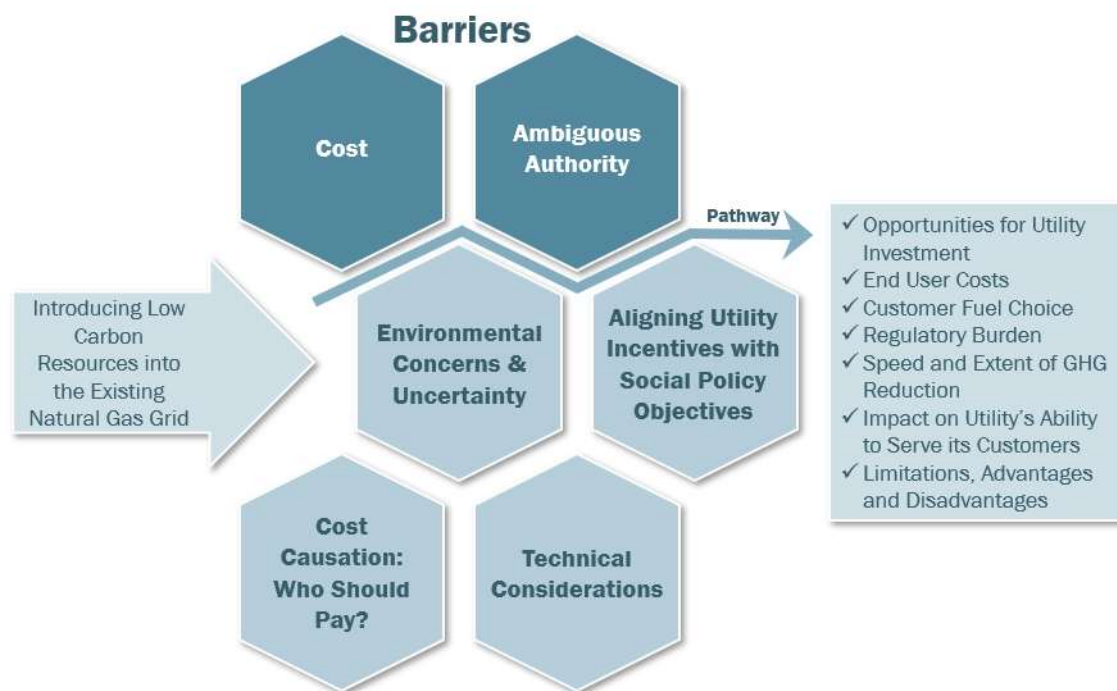 Barriers
Cost
Ambiguous
Authority
Pathway
Introducing Low
Carbon
Resources into
the Existing
Natural Gas Grid
Environmental
Concerns &
Uncertainty
Aligning Utility
Incentives with
Social Policy
Objectives
✓ Opportunities for Utility
Investment
✓ End User Costs
✓ Customer Fuel Choice
✓ Regulatory Burden
✓ Speed and Extent of GHG
Reduction
✓ Impact on Utility’s Ability
to Serve its Customers
✓ Limitations, Advantages
and Disadvantages
Cost
Causation:
Who Should
Pay?
Technical
Considerations